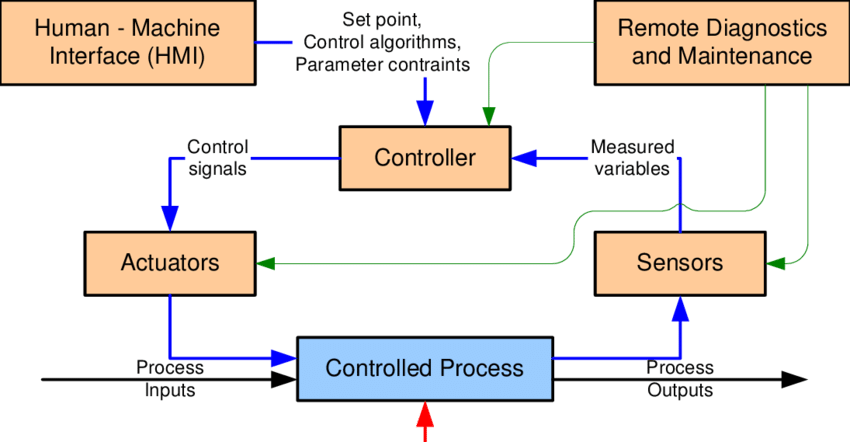 Human - Machine
Interface (HMI)
Set point,
Control algorithms,
Parameter contraints
Remote Diagnostics
and Maintenance
Control
signals
Controller
Measured
variables
Actuators
Sensors
Process
Inputs
Controlled Process
Process
Outputs